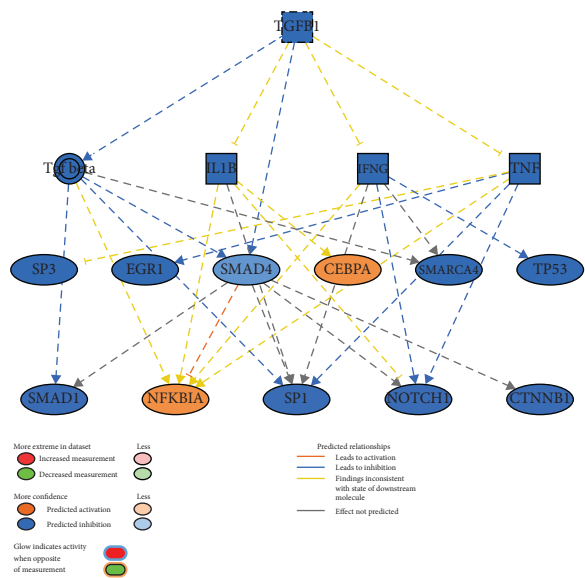 TGFB1
Tgf beta IL1B IFNG TNF
SP3 EGR1 SMAD4 CEBPA SMARCA4 TP53
SMAD1 NFKBIA SP1 NOTCH1 CTNNB1
More extreme in dataset Less
Increased measurement
Decreased measurement
More confidence Less
Predicted activation
Predicted inhibition
Glow indicates activity
when opposite
of measurement
Predicted relationships
Leads to activation
Leads to inhibition
Findings inconsistent
with state of downstream
molecule
Effect not predicted